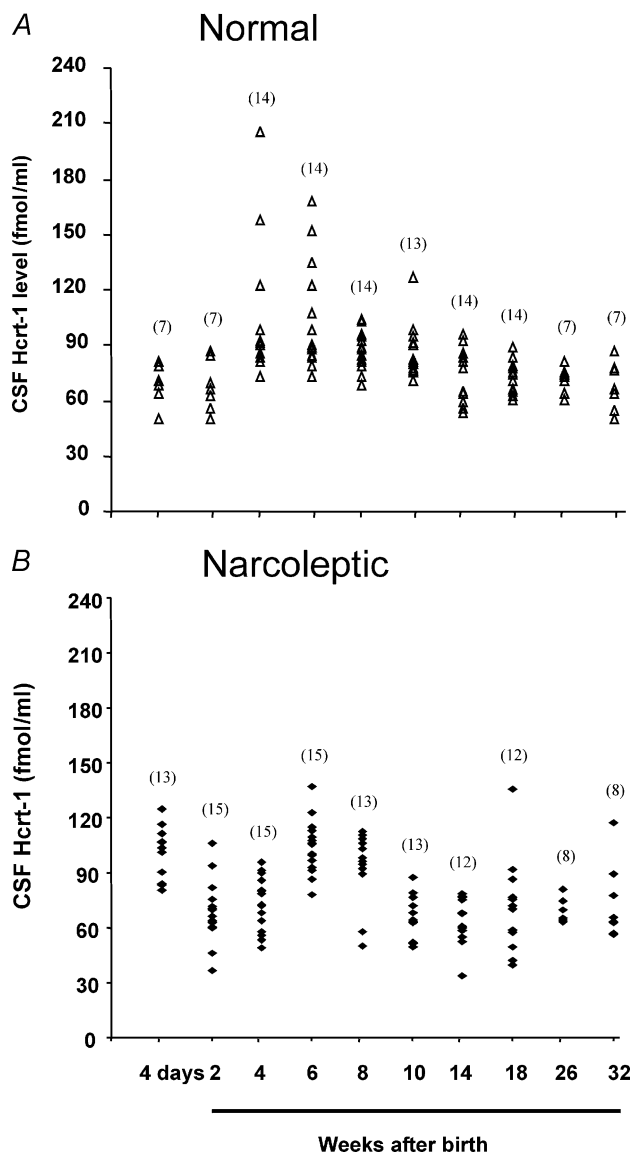 A Normal
240
210
180
150
120
90
60
30
0
CSF Hcrt-1 level (fmol/ml)
(7) (7) (14) (14) (14) (13) (14) (14) (7) (7)
B Narcoleptic
240
210
180
150
120
90
60
30
0
CSF Hcrt-1 (fmol/ml)
(13) (15) (15) (15) (13) (13) (12) (12) (8) (8)
4 days 2 4 6 8 10 14 18 26 32
Weeks after birth